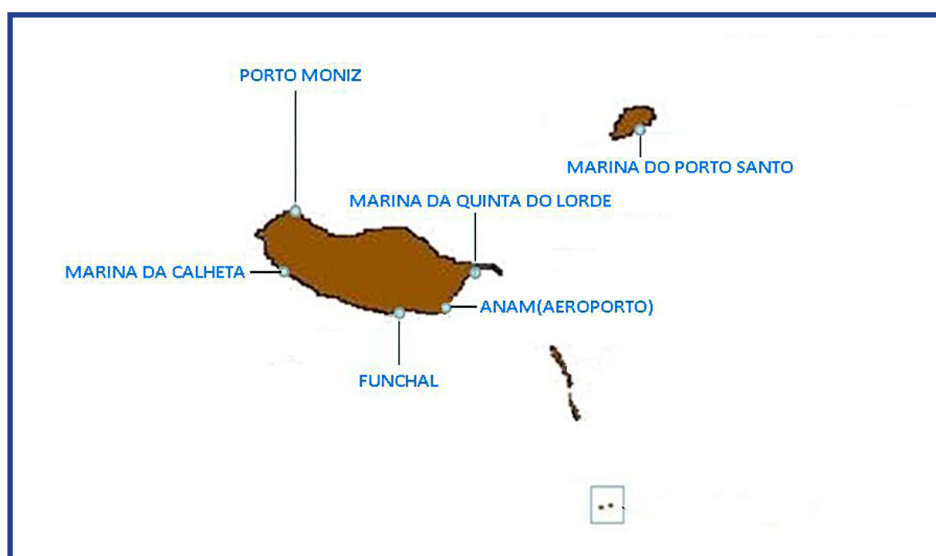 PORTO MONIZ
MARINA DO PORTO SANTO
MARINA DA QUINTA DO LORDE
MARINA DA CALHETA
ANAM(AEROPORTO)
FUNCHAL